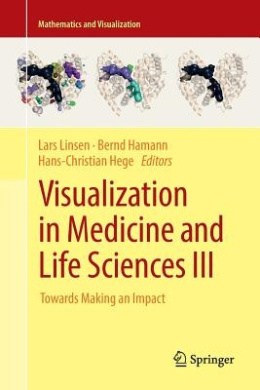 Mathematics and Visualization
Lars Linsen · Bernd Hamann
Hans-Christian Hege Editors
Visualization
in Medicine and
Life Sciences III
Towards Making an Impact
Springer